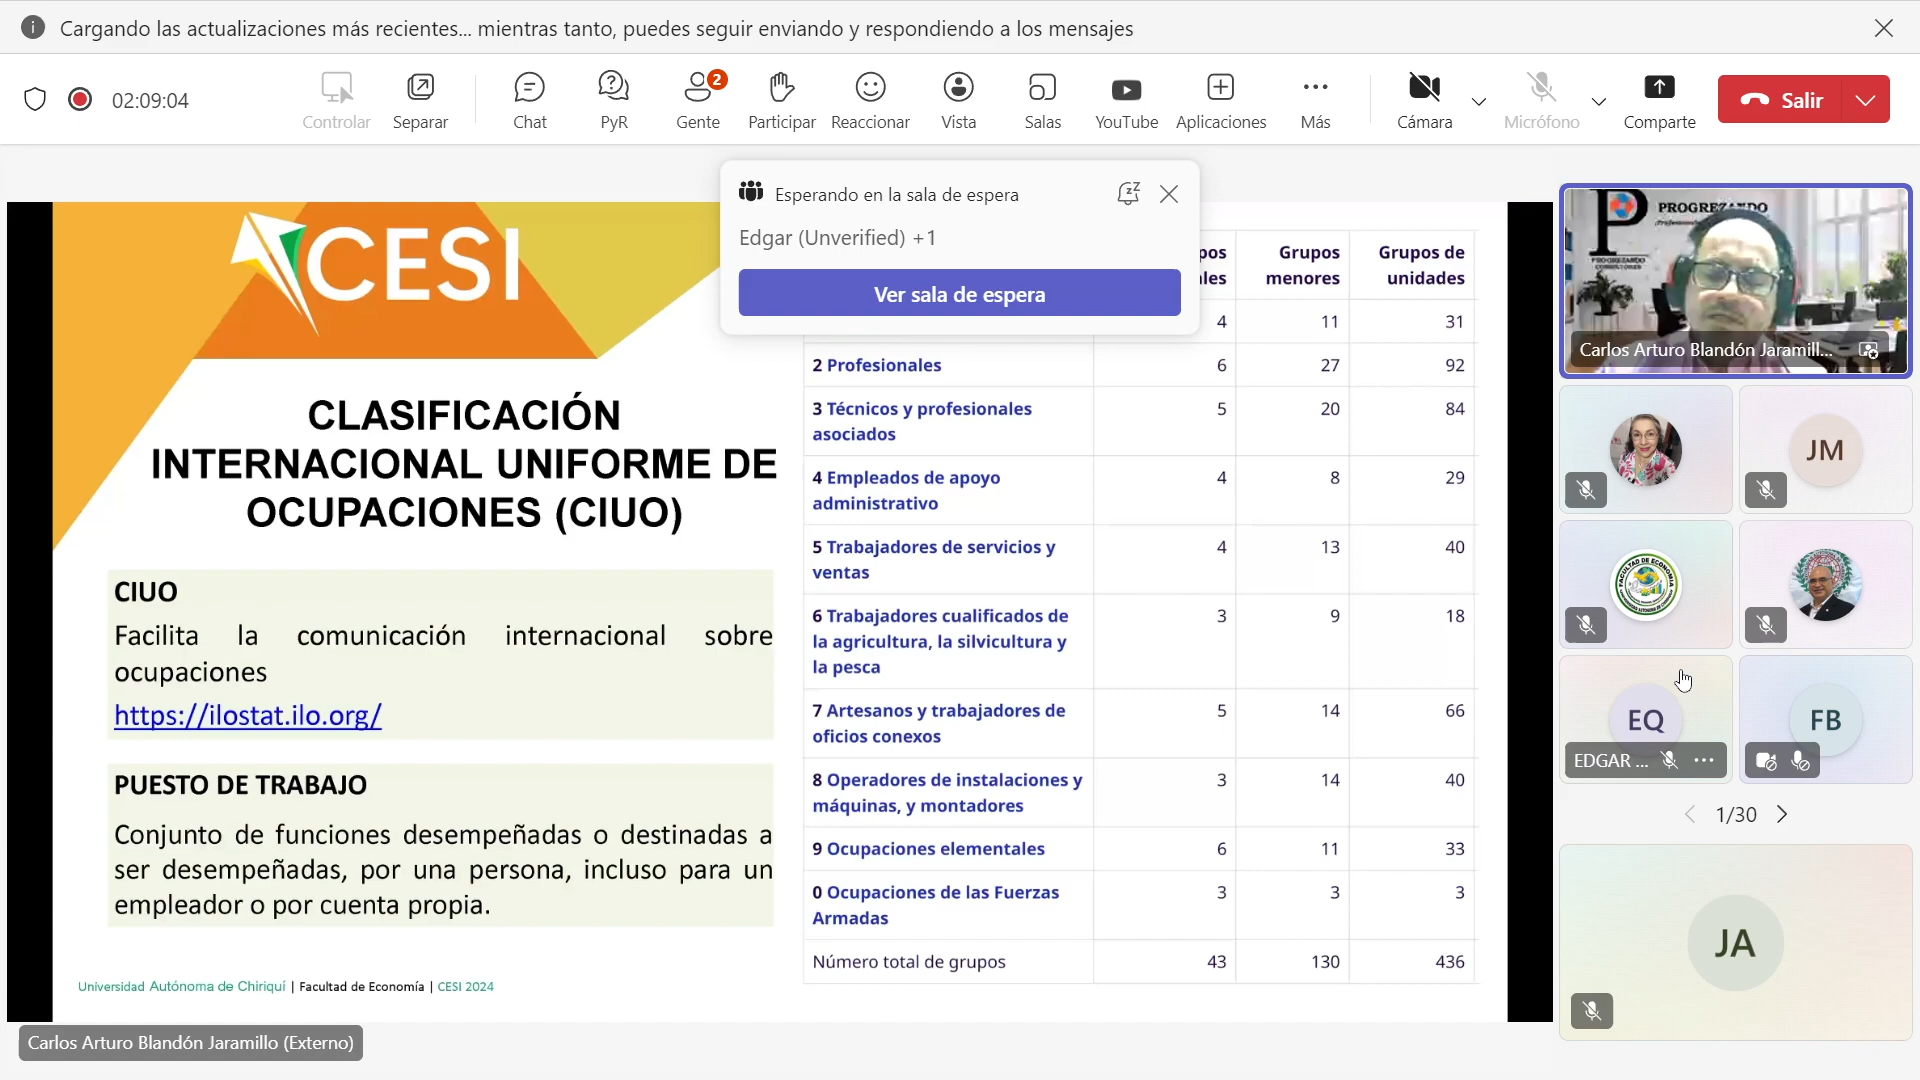 Cargando las actualizaciones más recientes... mientras tanto, puedes seguir enviando y respondiendo a los mensajes
02:09:04
Controlar
Separar
Chat
PyR
2
Gente
Participar
Reaccionar
Vista
Salas
YouTube
Aplicaciones
Más
Cámara
Micrófono
Comparte
Salir
Esperando en la sala de espera
Edgar (Unverified) +1
Ver sala de espera
CESI
CLASIFICACIÓN
INTERNACIONAL UNIFORME DE
OCUPACIONES (CIUO)
CIUO
Facilita la comunicación internacional sobre
ocupaciones
https://ilostat.ilo.org/
PUESTO DE TRABAJO
Conjunto de funciones desempeñadas o destinadas a
ser desempeñadas, por una persona, incluso para un
empleador o por cuenta propia.
Universidad Autónoma de Chiriquí | Facultad de Economía | CESI 2024
Grupos Grupos de
menores unidades
4 11 31
2 Profesionales 6 27 92
3 Técnicos y profesionales 5 20 84
asociados
4 Empleados de apoyo 4 8 29
administrativo
5 Trabajadores de servicios y 4 13 40
ventas
6 Trabajadores cualificados de 3 9 18
la agricultura, la silvicultura y
la pesca
7 Artesanos y trabajadores de 5 14 66
oficios conexos
8 Operadores de instalaciones y 3 14 40
máquinas, y montadores
9 Ocupaciones elementales 6 11 33
0 Ocupaciones de las Fuerzas 3 3 3
Armadas
Número total de grupos 43 130 436
Carlos Arturo Blandón Jaramillo (Externo)
PROGREZANDO
P
PROGREZANDO
Carlos Arturo Blandón Jaramill...
JM
FACULTAD DE ECONOMÍA
EQ
EDGAR ...
FB
1/30
JA